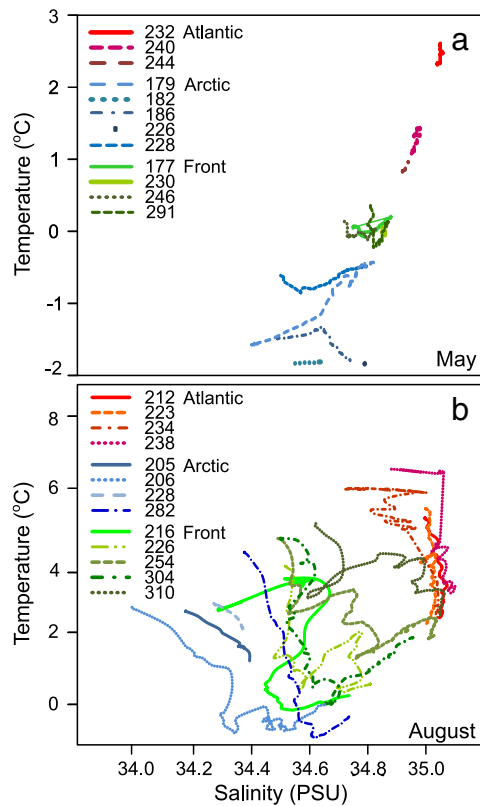 a
3
2
1
0
-1
-2
Temperature (°C)
232 Atlantic
240
244
179 Arctic
182
186
226
228
177 Front
230
246
291
May
b
8
6
4
2
0
Temperature (°C)
212 Atlantic
223
234
238
205 Arctic
206
228
282
216 Front
226
254
304
310
August
34.0 34.2 34.4 34.6 34.8 35.0
Salinity (PSU)